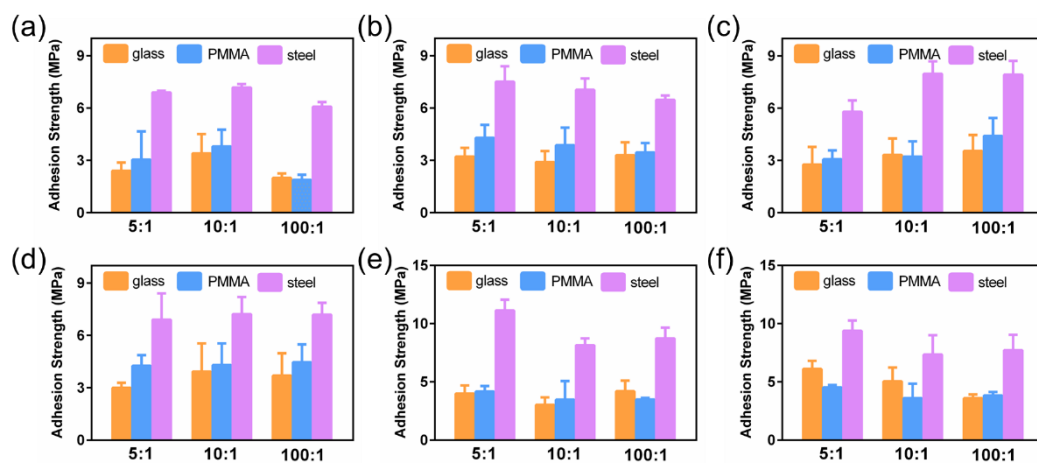 (a)
glass PMMA steel
Adhesion Strength (MPa)
9
6
3
0
5:1 10:1 100:1
(b)
glass PMMA steel
Adhesion Strength (MPa)
9
6
3
0
5:1 10:1 100:1
(c)
glass PMMA steel
Adhesion Strength (MPa)
9
6
3
0
5:1 10:1 100:1
(d)
glass PMMA steel
Adhesion Strength (MPa)
9
6
3
0
5:1 10:1 100:1
(e)
glass PMMA steel
Adhesion Strength (MPa)
15
10
5
0
5:1 10:1 100:1
(f)
glass PMMA steel
Adhesion Strength (MPa)
15
10
5
0
5:1 10:1 100:1